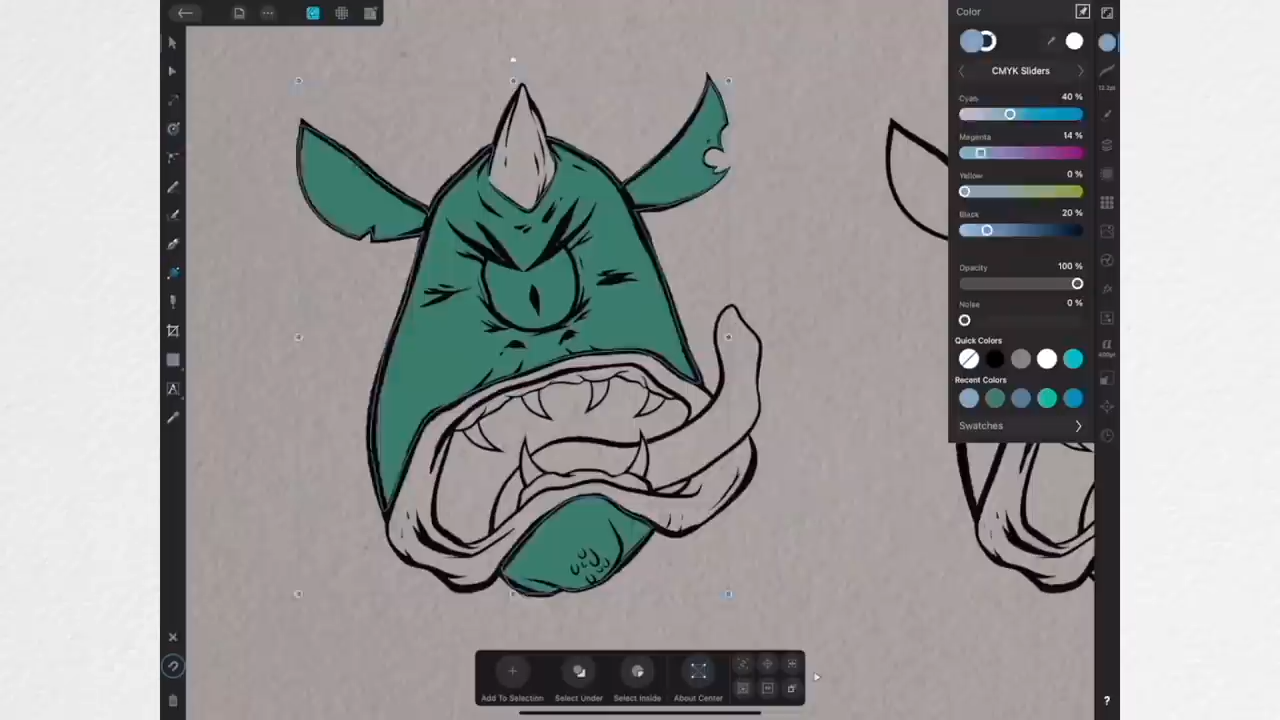 Color
CMYK Sliders
Cyan 40 %
Magenta 14 %
Yellow 0 %
Black 20 %
Opacity 100 %
Noise 0 %
Quick Colors
Recent Colors
Swatches
Add To Selection Select Under Select Inside About Center
A
?